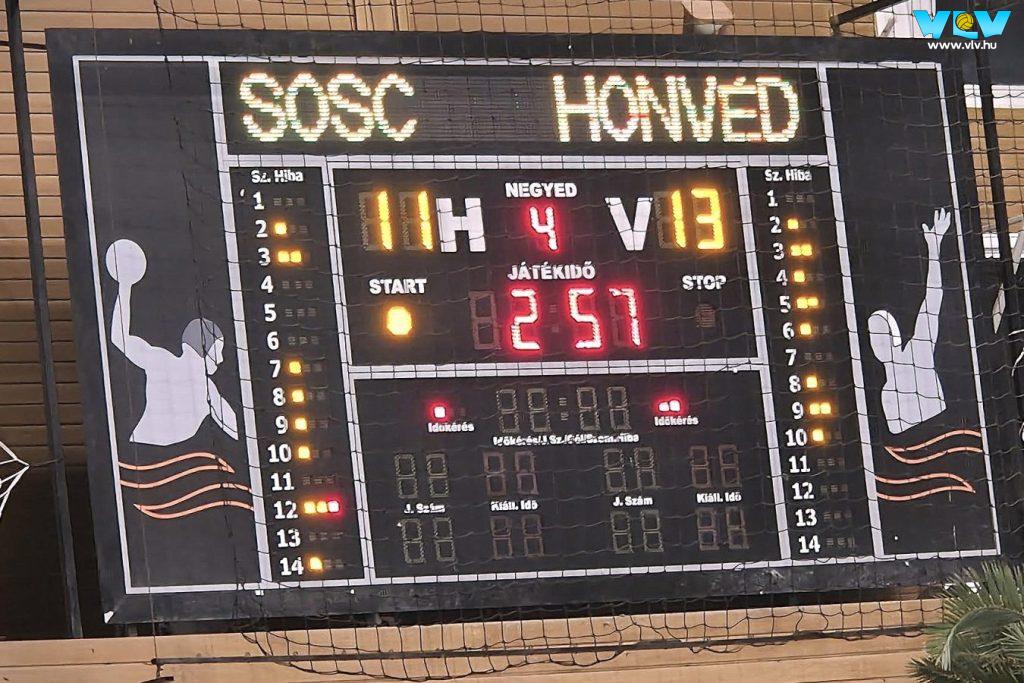 VLV
www.vlv.hu
SOSC HONVÉD
Sz. Hiba
1
2
3
4
5
6
7
8
9
10
11
12
13
14
NEGYED
11 H 4 V 13
START JÁTÉKIDŐ STOP
2 57
Időkérés Időkérés
J. Szám Kiáll. Idő J. Szám Kiáll. Idő
Sz. Hiba
1
2
3
4
5
6
7
8
9
10
11
12
13
14